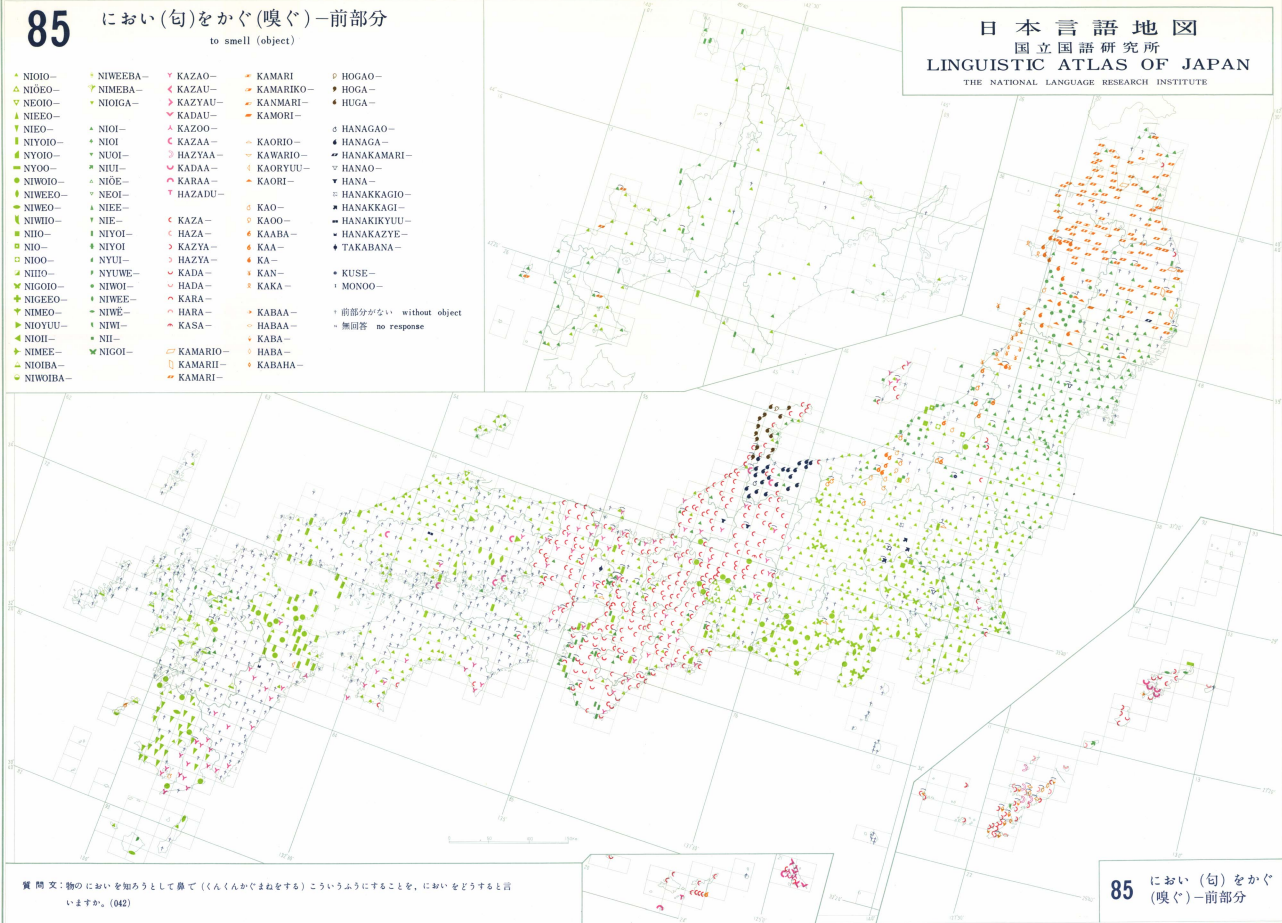 85
におい(匂)をかぐ(嗅ぐ)−前部分
to smell (object)
日本言語地図
国立国語研究所
LINGUISTIC ATLAS OF JAPAN
THE NATIONAL LANGUAGE RESEARCH INSTITUTE
NIOIO−
NIÖEO−
NEOIO−
NIEEO−
NIEO−
NIYOIO−
NYOIO−
NYOO−
NIWOIO−
NIWEEO−
NIWEO−
NIWIIO−
NIIO−
NIO−
NIOO−
NIIIO−
NIGOIO−
NIGEEO−
NIMEO−
NIOYUU−
NIOII−
NIMEE−
NIOIBA−
NIWOIBA−
NIWEEBA−
NIMEBA−
NIOIGA−
NIOI−
NIOI
NUOI−
NIUI−
NIÖE−
NEOI−
NIEE−
NIE−
NIYOI−
NIYOI
NYUI−
NYUWE−
NIWOI−
NIWEE−
NIWË−
NIWI−
NII−
NIGOI−
KAZAO−
KAZAU−
KAZYAU−
KADAU−
KAZOO−
KAZAA−
HAZYAA−
KADAA−
KARAA−
HAZADU−
KAZA−
HAZA−
KAZYA−
HAZYA−
KADA−
HADA−
KARA−
HARA−
KASA−
KAMARIO−
KAMARII−
KAMARI−
KAMARI
KAMARIKO−
KANMARI−
KAMORI−
KAORIO−
KAWARIO−
KAORYUU−
KAORI−
KAO−
KAOO−
KAABA−
KAA−
KA−
KAN−
KAKA−
KABAA−
HABAA−
KABA−
HABA−
KABAHA−
HOGAO−
HOGA−
HUGA−
HANAGAO−
HANAGA−
HANAKAMARI−
HANAO−
HANA−
HANAKKAGIO−
HANAKKAGI−
HANAKIKYUU−
HANAKAZYE−
TAKABANA−
KUSE−
MONOO−
前部分がない without object
無回答 no response
質問文:物のにおいを知ろうとして鼻で(くんくんかぐまねをする)こういうふうにすることを,においをどうすると言
いますか。(042)
85
におい(匂)をかぐ
(嗅ぐ)−前部分